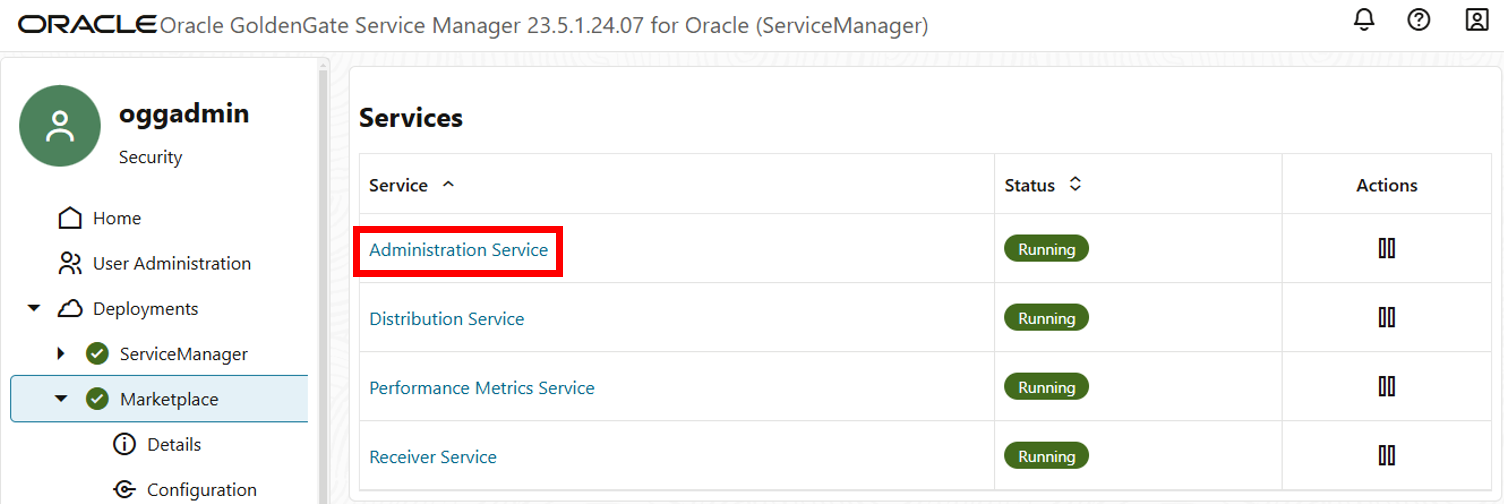 ORACLE Oracle GoldenGate Service Manager 23.5.1.24.07 for Oracle (ServiceManager)
oggadmin
Security
Home
User Administration
Deployments
ServiceManager
Marketplace
Details
Configuration
Services
Service Status Actions
Administration Service Running
Distribution Service Running
Performance Metrics Service Running
Receiver Service Running